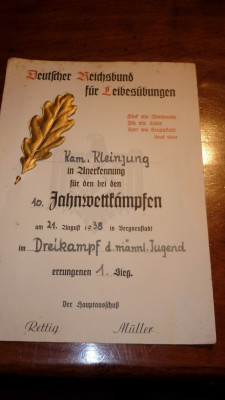 Deutscher Reichsbund
für Leibesübungen
Kam. Kleinjung
in Anerkennung
für den bei den
10. Jahnwettkämpfen
am 21. August 1938 in Bergneustadt
im Dreikampf d. männl. Jugend
errungenen 1. Sieg.
Der Hauptausschuß
Rettig Müller